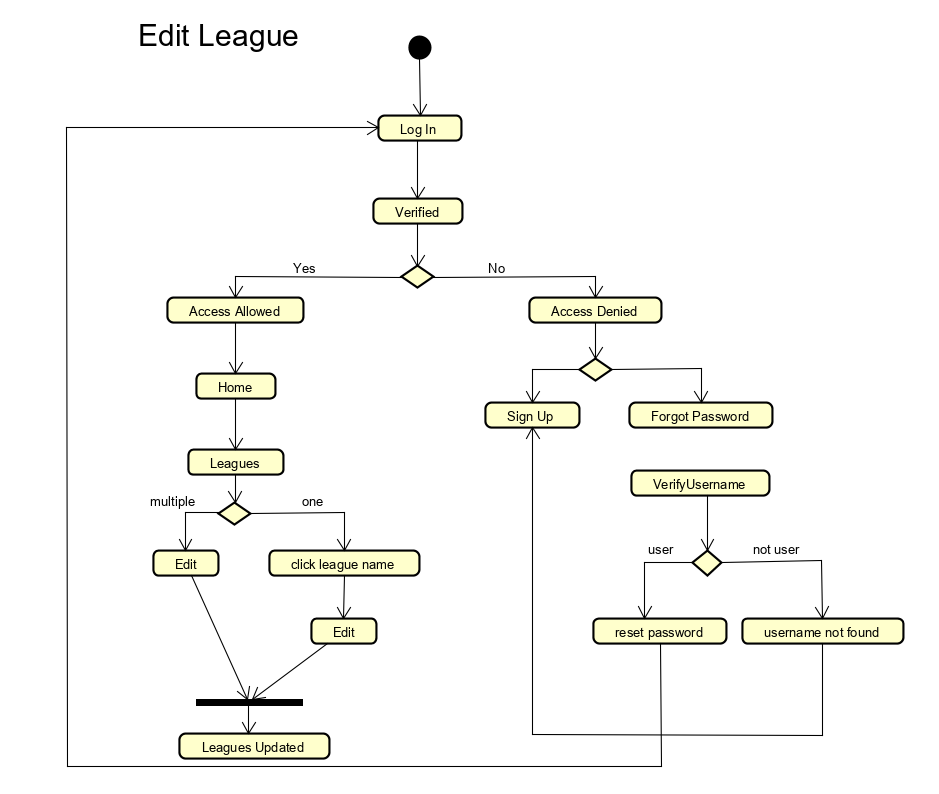 Edit League
Log In
Verified
Yes
No
Access Allowed
Access Denied
Home
Sign Up
Forgot Password
Leagues
VerifyUsername
multiple
one
user
not user
Edit
click league name
Edit
reset password
username not found
Leagues Updated